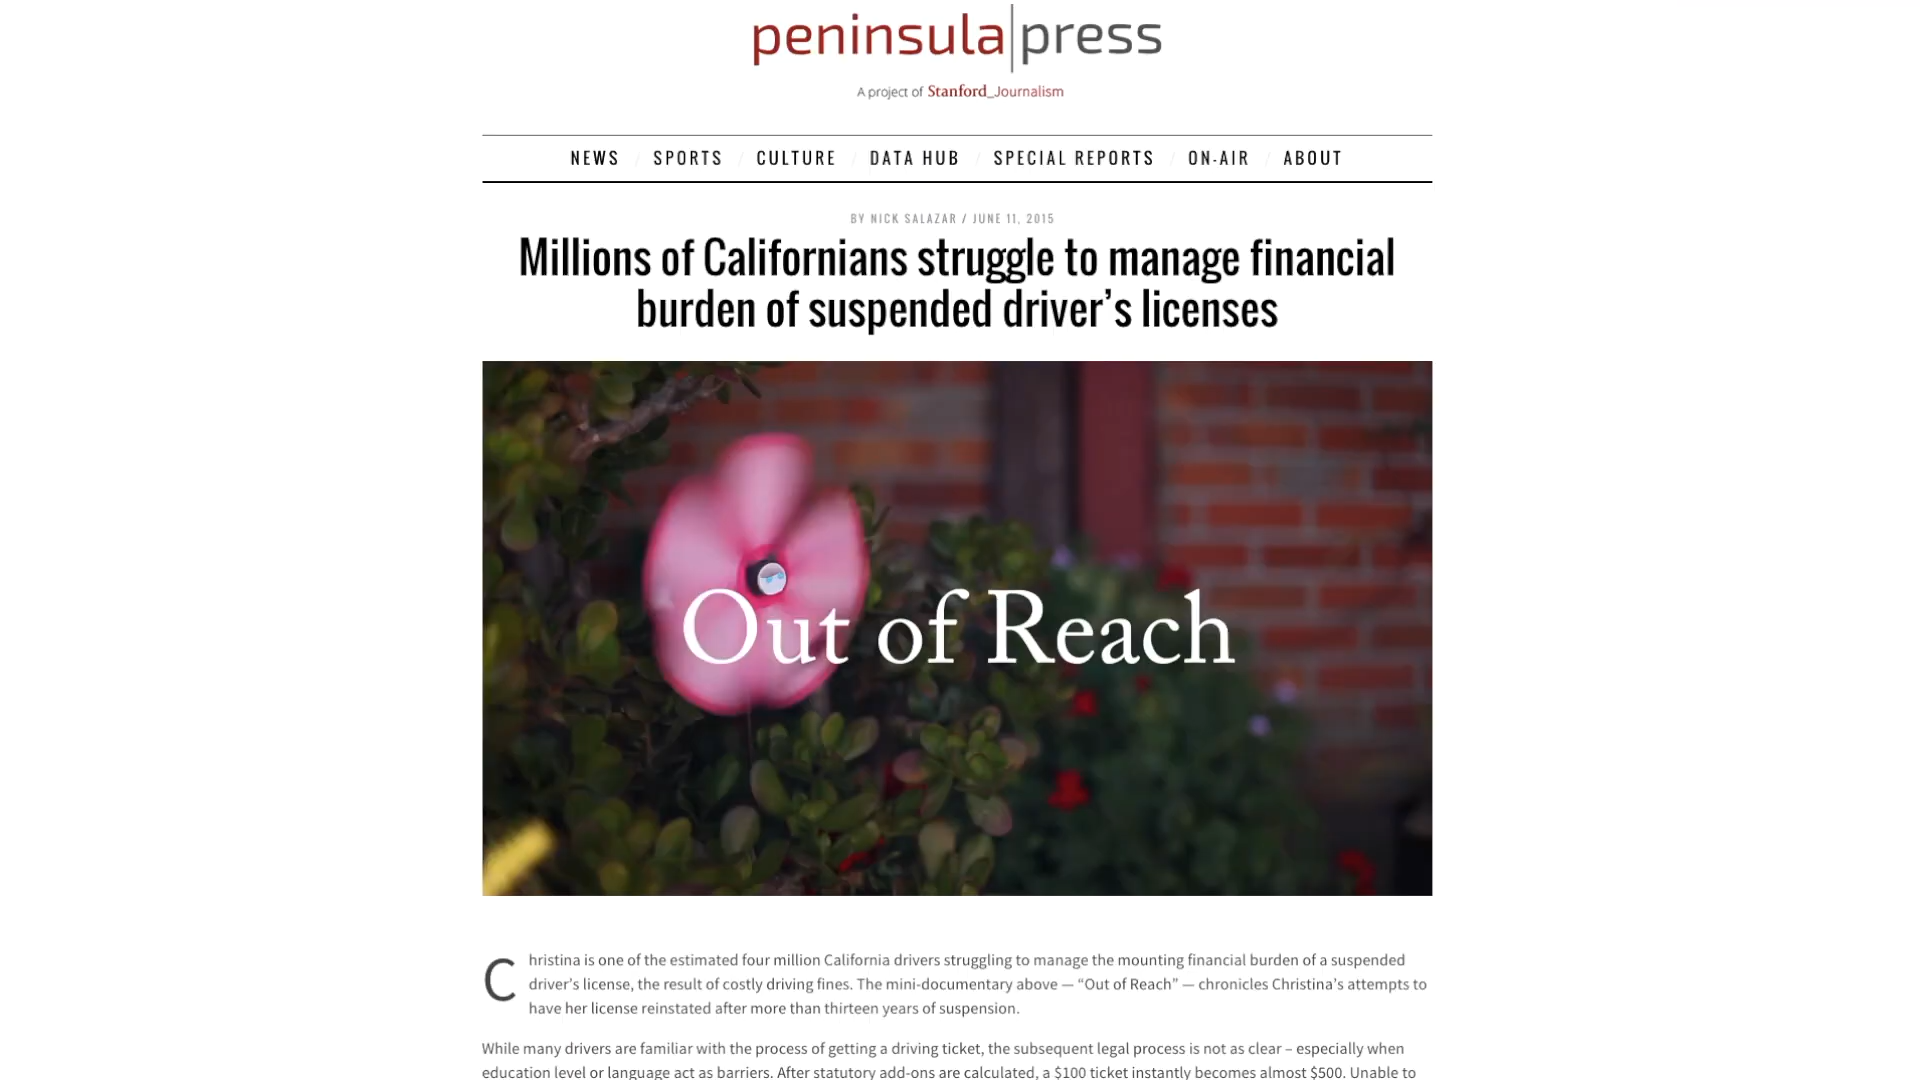 peninsula|press
A project of Stanford_Journalism
NEWS / SPORTS / CULTURE / DATA HUB / SPECIAL REPORTS / ON-AIR / ABOUT
BY NICK SALAZAR / JUNE 11, 2015
Millions of Californians struggle to manage financial
burden of suspended driver’s licenses
Out of Reach
Christina is one of the estimated four million California drivers struggling to manage the mounting financial burden of a suspended
driver’s license, the result of costly driving fines. The mini-documentary above — “Out of Reach” — chronicles Christina’s attempts to
have her license reinstated after more than thirteen years of suspension.
While many drivers are familiar with the process of getting a driving ticket, the subsequent legal process is not as clear – especially when
education level or language act as barriers. After statutory add-ons are calculated, a $100 ticket instantly becomes almost $500. Unable to